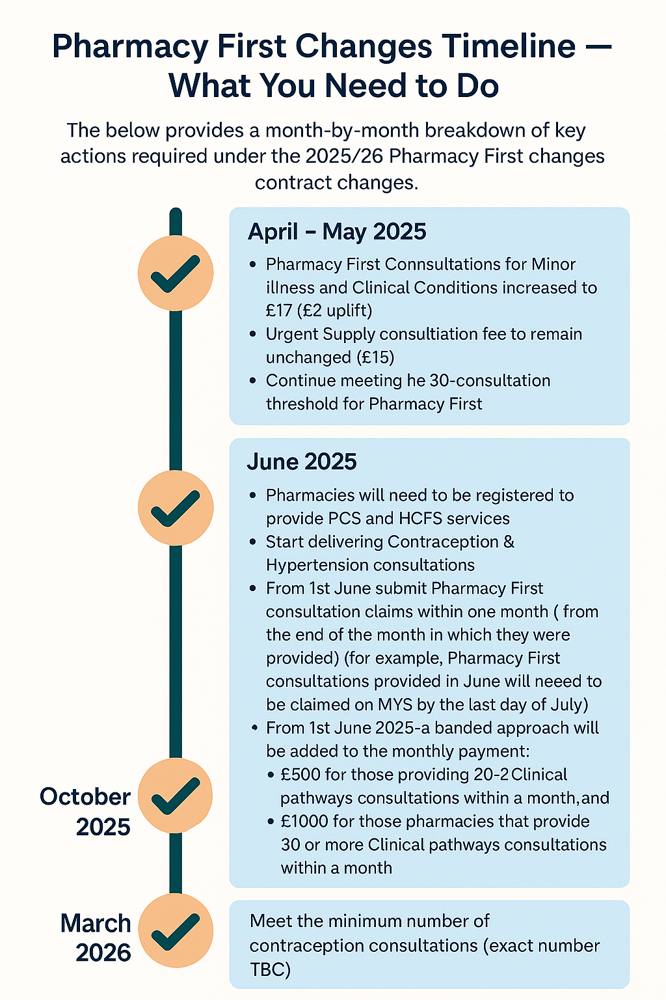 Pharmacy First Changes Timeline —
What You Need to Do
The below provides a month-by-month breakdown of key
actions required under the 2025/26 Pharmacy First changes
contract changes.
April – May 2025
• Pharmacy First Connsultations for Minor
illness and Clinical Conditions increased to
£17 (£2 uplift)
• Urgent Supply consultiation fee to remain
unchanged (£15)
• Continue meeting he 30-consultation
threshold for Pharmacy First
June 2025
• Pharmacies will need to be registered to
provide PCS and HCFS services
• Start delivering Contraception &
Hypertension consultations
• From 1st June submit Pharmacy First
consultation claims within one month ( from
the end of the month in which they were
provided) (for example, Pharmacy First
consultations provided in June will neeed to
be claimed on MYS by the last day of July)
• From 1st June 2025-a banded approach will
be added to the monthly payment:
• £500 for those providing 20-2 Clinical
pathways consultations within a month, and
• £1000 for those pharmacies that provide
30 or more Clinical pathways consultations
within a month
October
2025
March
2026
Meet the minimum number of
contraception consultations (exact number
TBC)